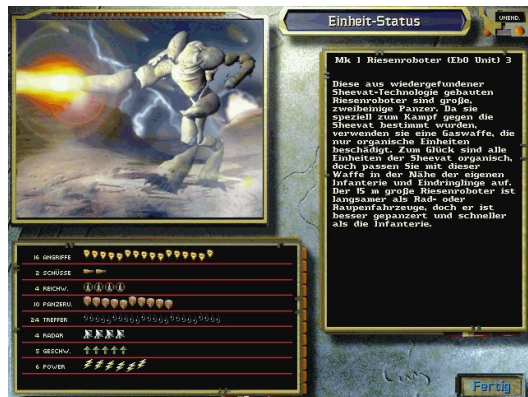 Einheit-Status
UNEND.
Mk 1 Riesenroboter (Eb0 Unit) 3
Diese aus wiedergefundener
Sheevat-Technologie gebauten
Riesenroboter sind große,
zweibeinige Panzer. Da sie
speziell zum Kampf gegen die
Sheevat bestimmt wurden,
verwenden sie eine Gaswaffe, die
nur organische Einheiten
beschädigt. Zum Glück sind alle
Einheiten der Sheevat organisch,
doch passen Sie mit dieser
Waffe in der Nähe der eigenen
Infanterie und Eindringlinge auf.
Der 15 m große Riesenroboter ist
langsamer als Rad- oder
Raupenfahrzeuge, doch er ist
besser gepanzert und schneller
als die Infanterie.
16 ANGRIFFE
2 SCHÜSSE
4 REICHW.
10 PANZERU.
24 TREFFER
4 RADAR
5 GESCHW.
6 POWER
Fertig